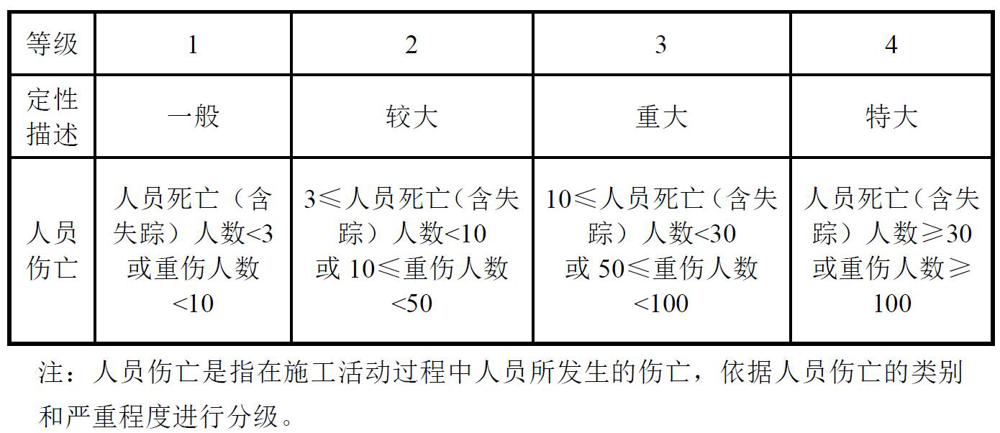 等级 1 2 3 4
定性描述 一般 较大 重大 特大
人员伤亡
人员死亡（含
失踪）人数<3
或重伤人数
<10
3≤人员死亡（含失
踪）人数<10
或 10≤重伤人数
<50
10≤人员死亡（含失
踪）人数<30
或 50≤重伤人数
<100
人员死亡（含失
踪）人数≥30
或重伤人数≥
100
注：人员伤亡是指在施工活动过程中人员所发生的伤亡，依据人员伤亡的类别
和严重程度进行分级。